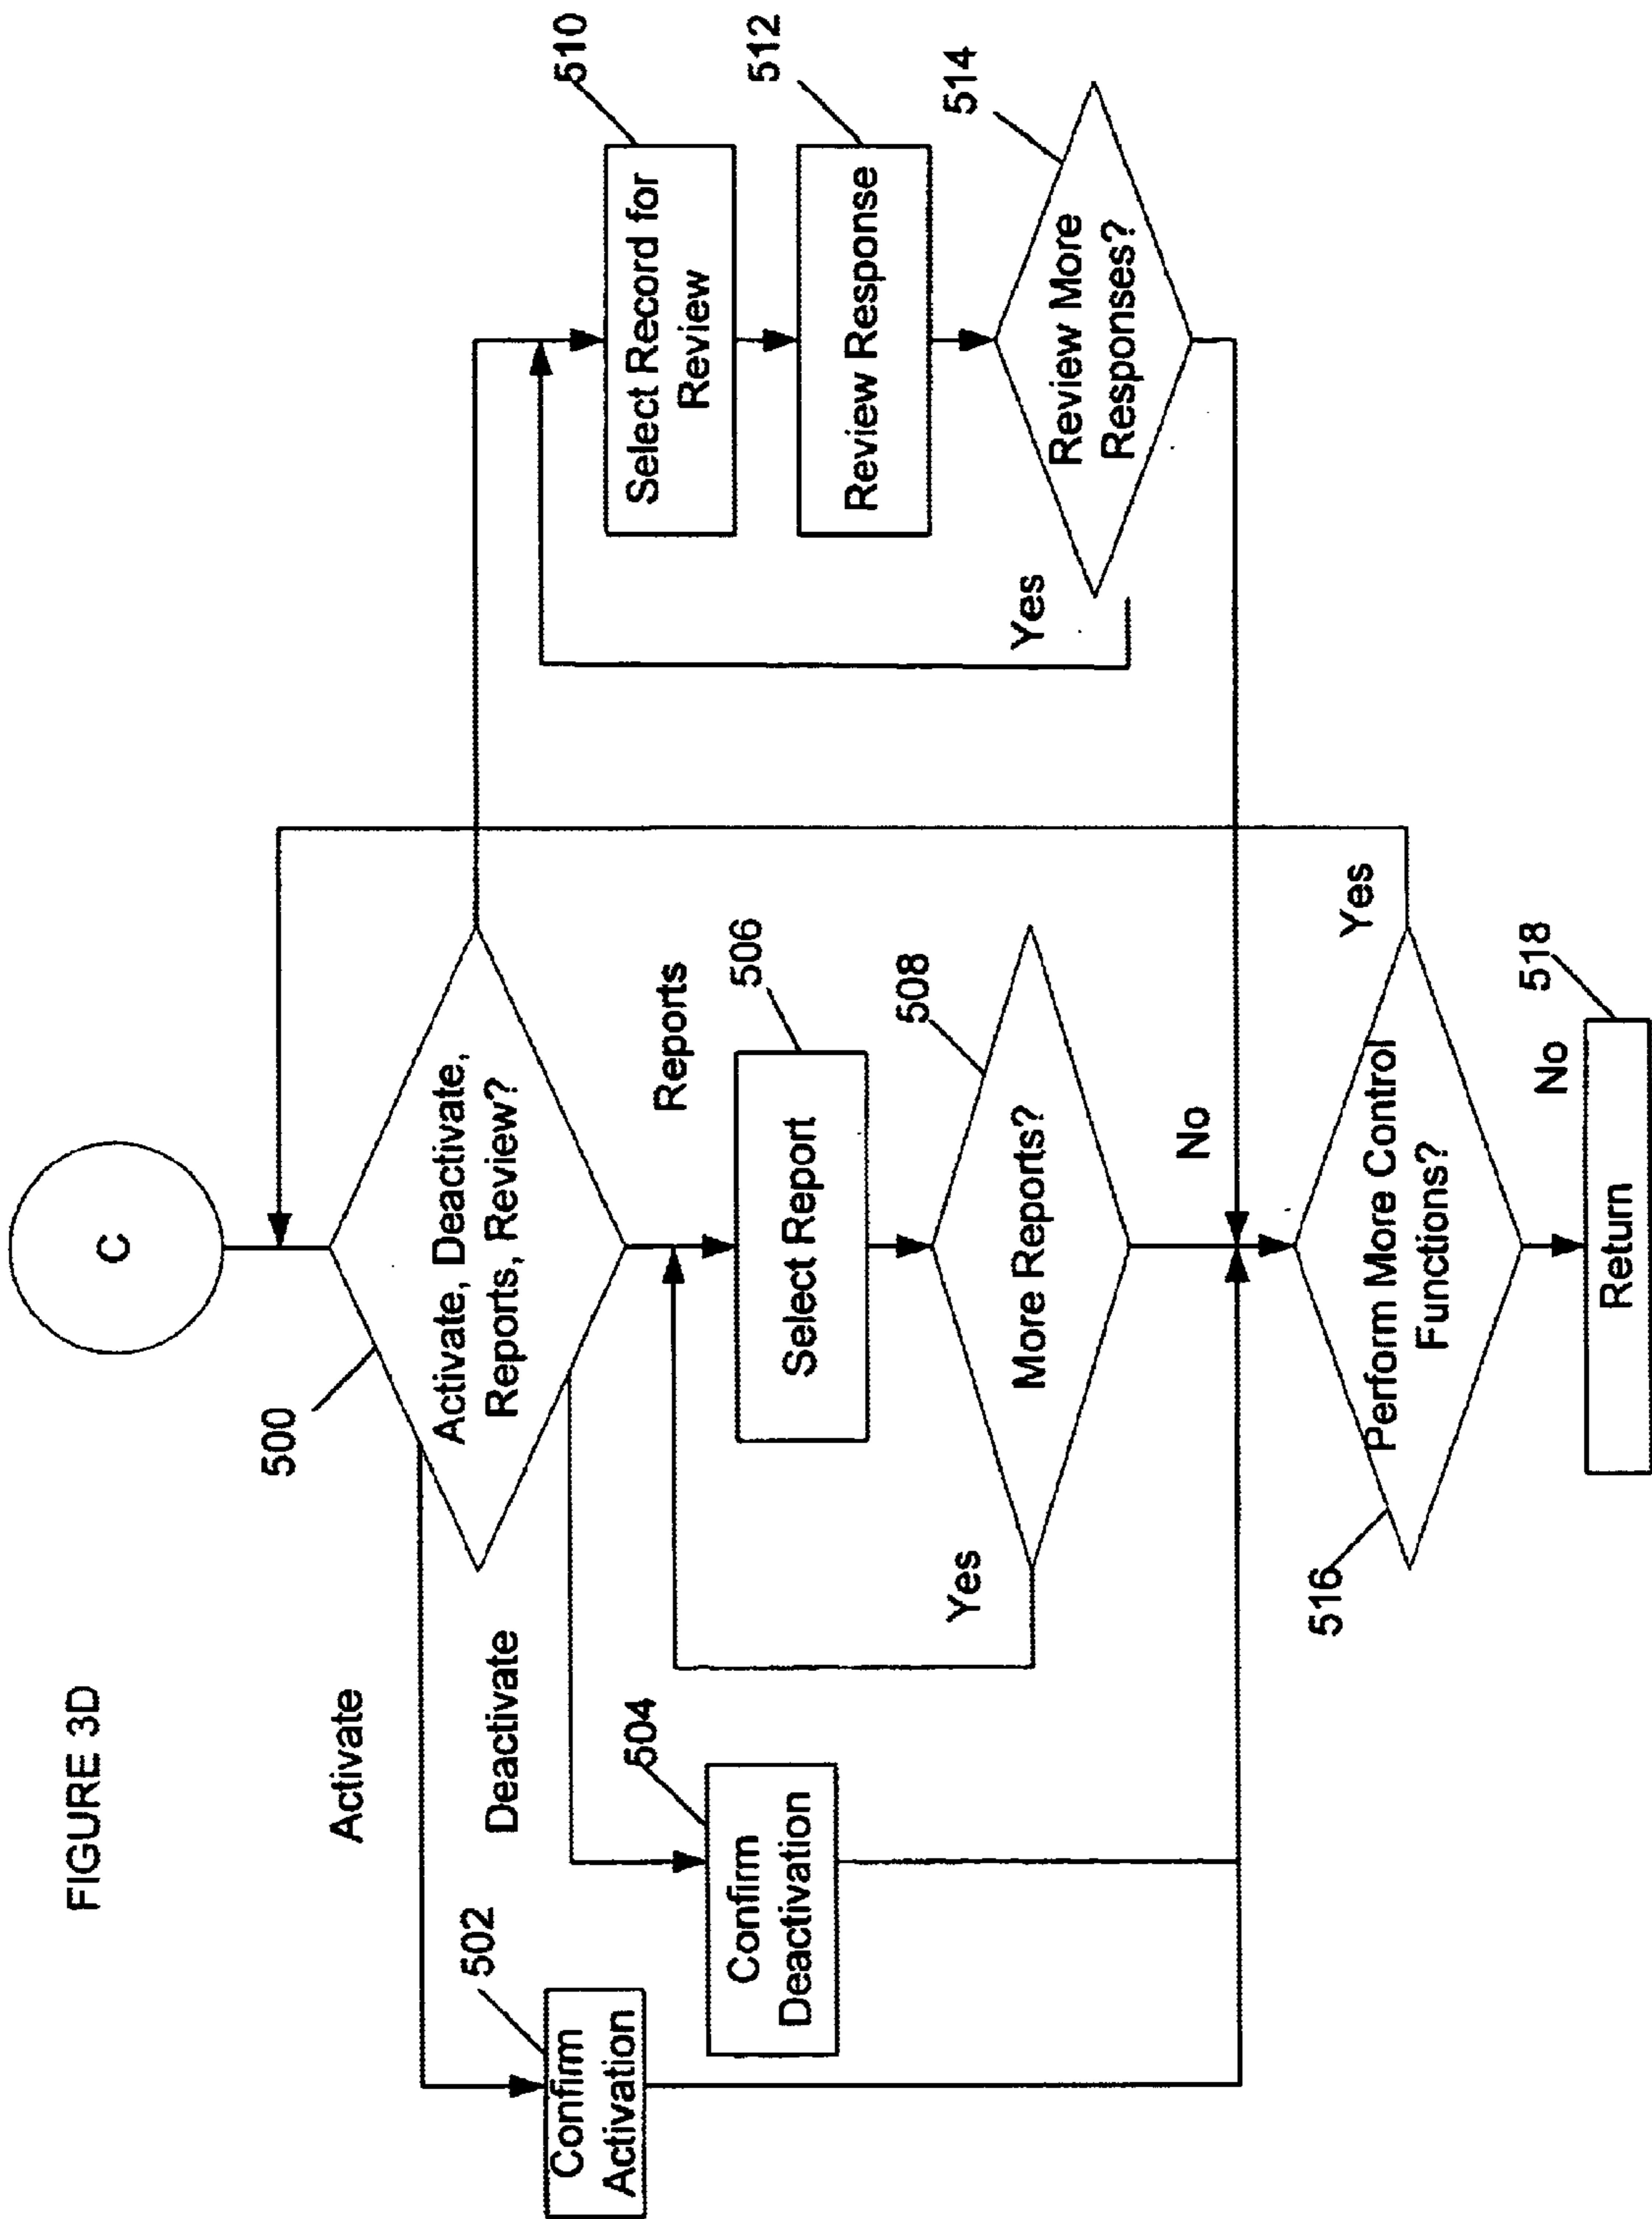 FIGURE 3D
C
500
Activate, Deactivate,
Reports, Review?
Activate
Deactivate
Reports
502
Confirm
Activation
504
Confirm
Deactivation
506
Select Report
508
More Reports?
Yes
No
510
Select Record for
Review
512
Review Response
514
Review More
Responses?
Yes
516
Perform More Control
Functions?
Yes
No
518
Return